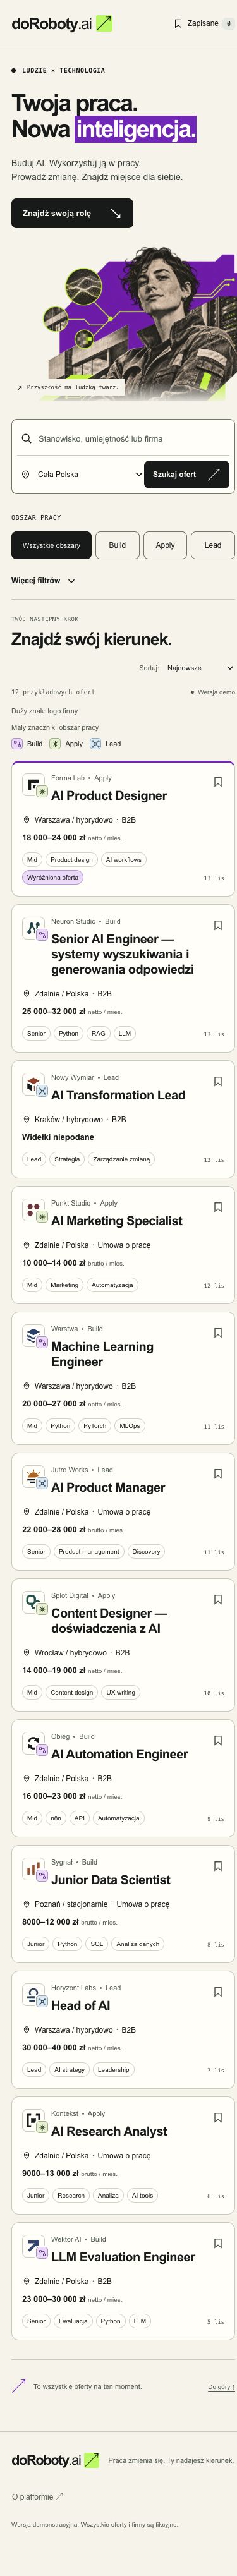 doRoboty.ai
Zapisane 0
LUDZIE × TECHNOLOGIA
Twoja praca.
Nowa inteligencja.
Buduj AI. Wykorzystuj ją w pracy.
Prowadź zmianę. Znajdź miejsce dla siebie.
Znajdź swoją rolę ↘
↗ Przyszłość ma ludzką twarz.
Stanowisko, umiejętność lub firma
Cała Polska
Szukaj ofert
OBSZAR PRACY
Wszystkie obszary
Build
Apply
Lead
Więcej filtrów
TWÓJ NASTĘPNY KROK
Znajdź swój kierunek.
Sortuj: Najnowsze
12 przykładowych ofert
• Wersja demo
Duży znak: logo firmy
Mały znacznik: obszar pracy
Build Apply Lead
Forma Lab • Apply
AI Product Designer
Warszawa / hybrydowo · B2B
18 000–24 000 zł netto / mies.
Mid Product design AI workflows
Wyróżniona oferta
13 lis
Neuron Studio • Build
Senior AI Engineer —
systemy wyszukiwania i
generowania odpowiedzi
Zdalnie / Polska · B2B
25 000–32 000 zł netto / mies.
Senior Python RAG LLM
13 lis
Nowy Wymiar • Lead
AI Transformation Lead
Kraków / hybrydowo · B2B
Widełki niepodane
Lead Strategia Zarządzanie zmianą
12 lis
Punkt Studio • Apply
AI Marketing Specialist
Zdalnie / Polska · Umowa o pracę
10 000–14 000 zł brutto / mies.
Mid Marketing Automatyzacja
12 lis
Warstwa • Build
Machine Learning
Engineer
Warszawa / hybrydowo · B2B
20 000–27 000 zł netto / mies.
Mid Python PyTorch MLOps
11 lis
Jutro Works • Lead
AI Product Manager
Zdalnie / Polska · Umowa o pracę
22 000–28 000 zł brutto / mies.
Senior Product management Discovery
11 lis
Splot Digital • Apply
Content Designer —
doświadczenia z AI
Wrocław / hybrydowo · B2B
14 000–19 000 zł netto / mies.
Mid Content design UX writing
10 lis
Obieg • Build
AI Automation Engineer
Zdalnie / Polska · B2B
16 000–23 000 zł netto / mies.
Mid n8n API Automatyzacja
9 lis
Sygnał • Build
Junior Data Scientist
Poznań / stacjonarnie · Umowa o pracę
8000–12 000 zł brutto / mies.
Junior Python SQL Analiza danych
8 lis
Horyzont Labs • Lead
Head of AI
Warszawa / hybrydowo · B2B
30 000–40 000 zł netto / mies.
Lead AI strategy Leadership
7 lis
Kontekst • Apply
AI Research Analyst
Zdalnie / Polska · Umowa o pracę
9000–13 000 zł brutto / mies.
Junior Research Analiza AI tools
6 lis
Wektor AI • Build
LLM Evaluation Engineer
Zdalnie / Polska · B2B
23 000–30 000 zł netto / mies.
Senior Ewaluacja Python LLM
5 lis
To wszystkie oferty na ten moment.
Do góry ↑
doRoboty.ai
Praca zmienia się. Ty nadajesz kierunek.
O platformie
Wersja demonstracyjna. Wszystkie oferty i firmy są fikcyjne.